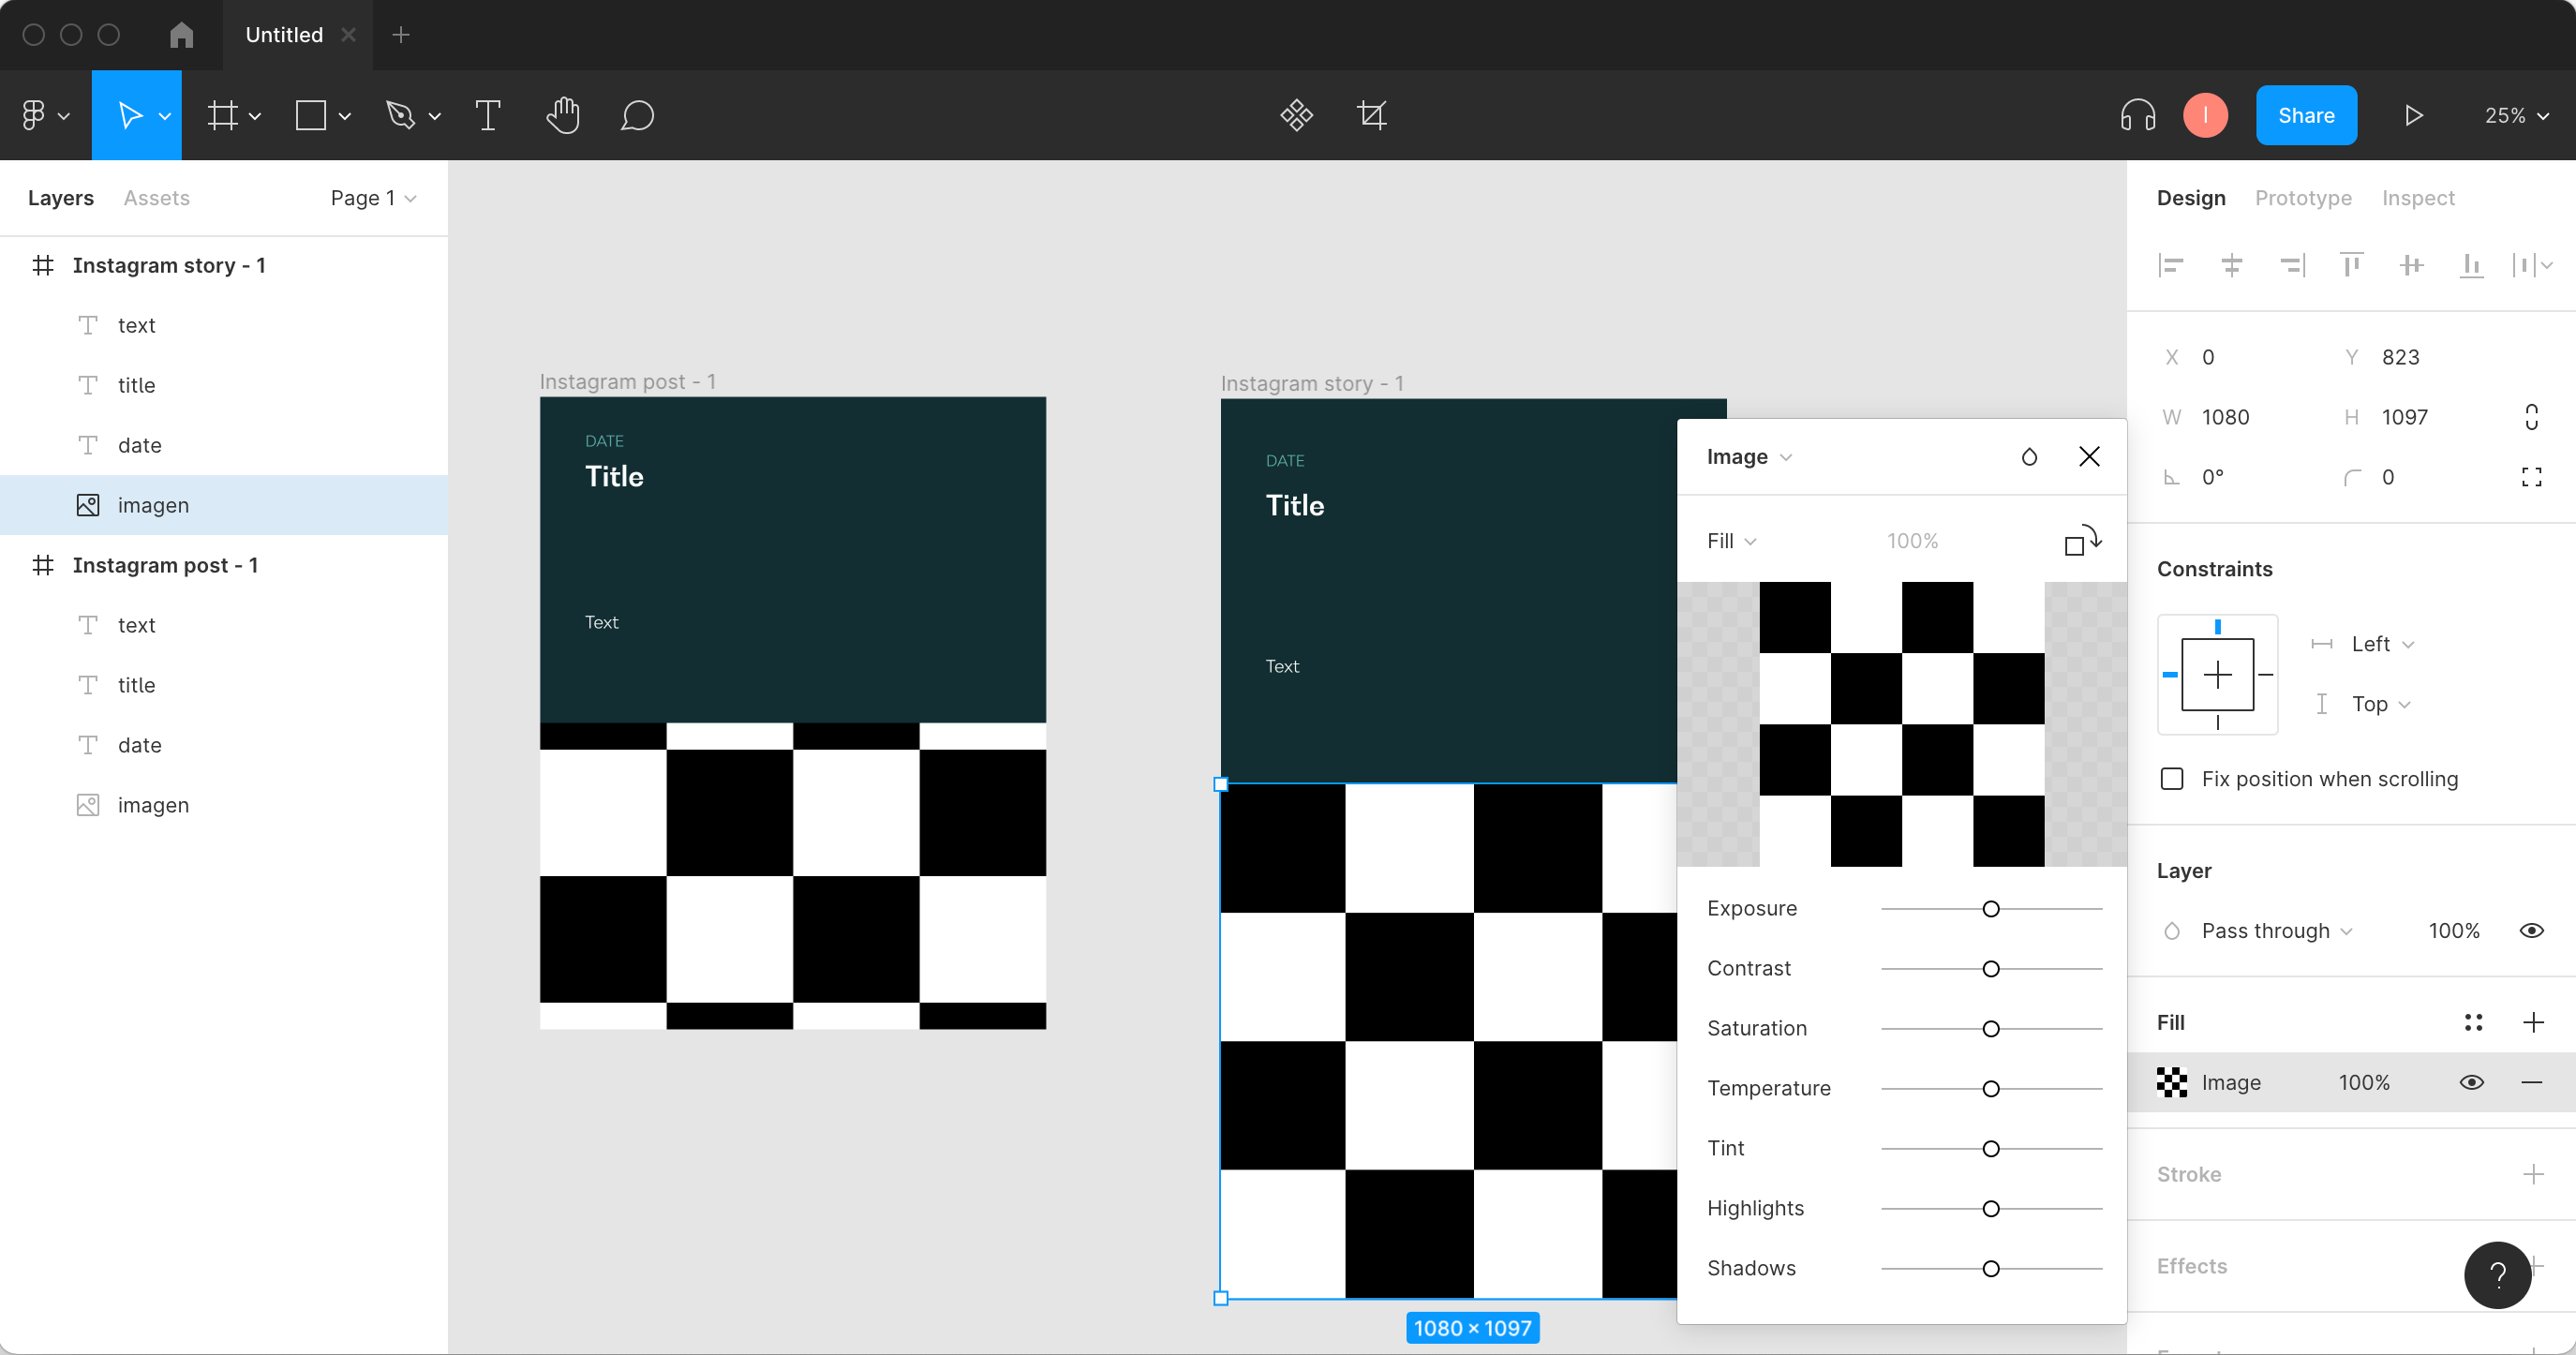 Untitled
I
Share
25%
Layers
Assets
Page 1
Instagram story - 1
text
title
date
imagen
Instagram post - 1
text
title
date
imagen
Instagram post - 1
DATE
Title
Text
Instagram story - 1
DATE
Title
Text
1080 × 1097
Image
Fill
100%
Exposure
Contrast
Saturation
Temperature
Tint
Highlights
Shadows
Design
Prototype
Inspect
X 0
Y 823
W 1080
H 1097
0°
0
Constraints
Left
Top
Fix position when scrolling
Layer
Pass through
100%
Fill
Image
100%
Stroke
Effects
?